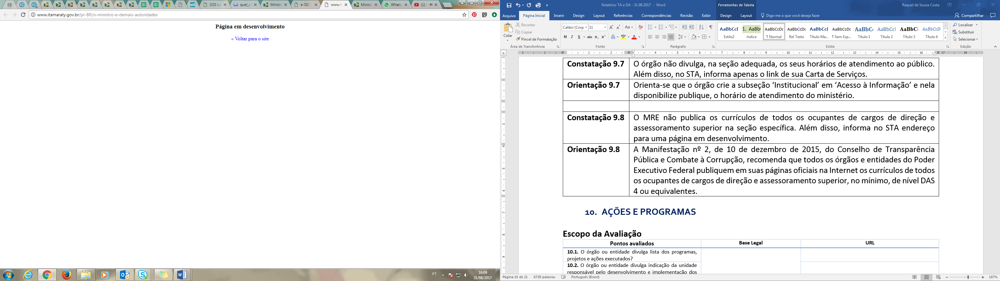 ODI Le
quel_c
Minist
e-SIC -
www.it
Minist
Whats
(1)
www.itamaraty.gov.br/pr-BR/o-ministro-e-demais-autoridades
Página em desenvolvimento
« Voltar para o site
PT
16:09
31/08/2017
Relatório TA e DA - 31.08.2017 - Word
Ferramentas de Tabela
Raquel de Souza Costa
Arquivo Página Inicial Inserir Design Layout Referências Correspondências Revisão Exibir Design Layout Diga-me o que você deseja fazer Compartilhar
Colar
Recortar
Copiar
Pincel de Formatação
Área de Transferência
Calibri (Corp 11
Fonte
Parágrafo
AaBbCcI 1. AaBb AaBbCcDc AaBbCcDc AaBbCcI AaBbCcDc AaBbC AaBbCcI AaBbCc AaBbCcD
Estilo2 índice ¶ Normal Rel Texto Título Ma... ¶ Sem Esp... Título 1 Título 2 Título 3 Título 4
Estilo
Localizar
Substituir
Selecionar
Edição
Constatação 9.7 O órgão não divulga, na seção adequada, os seus horários de atendimento ao público.
Além disso, no STA, informa apenas o link de sua Carta de Serviços.
Orientação 9.7 Orienta-se que o órgão crie a subseção ‘Institucional’ em ‘Acesso à Informação’ e nela
disponibilize publique, o horário de atendimento do ministério.
Constatação 9.8 O MRE não publica os currículos de todos os ocupantes de cargos de direção e
assessoramento superior na seção específica. Além disso, informa no STA endereço
para uma página em desenvolvimento.
Orientação 9.8 A Manifestação nº 2, de 10 de dezembro de 2015, do Conselho de Transparência
Pública e Combate à Corrupção, recomenda que todos os órgãos e entidades do Poder
Executivo Federal publiquem em suas páginas oficiais na Internet os currículos de todos
os ocupantes de cargos de direção e assessoramento superior, no mínimo, de nível DAS
4 ou equivalentes.
10. AÇÕES E PROGRAMAS
Escopo da Avaliação
Pontos avaliados Base Legal URL
10.1. O órgão ou entidade divulga lista dos programas,
projetos e ações executados?
10.2. O órgão ou entidade divulga indicação da unidade
responsável pelo desenvolvimento e implementação dos
Página 10 de 21 6739 palavras Português (Brasil) 187%